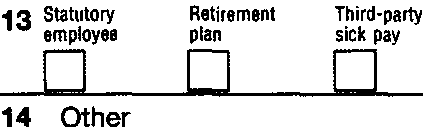 13 Statutory employee Retirement plan Third-party sick pay
14 Other